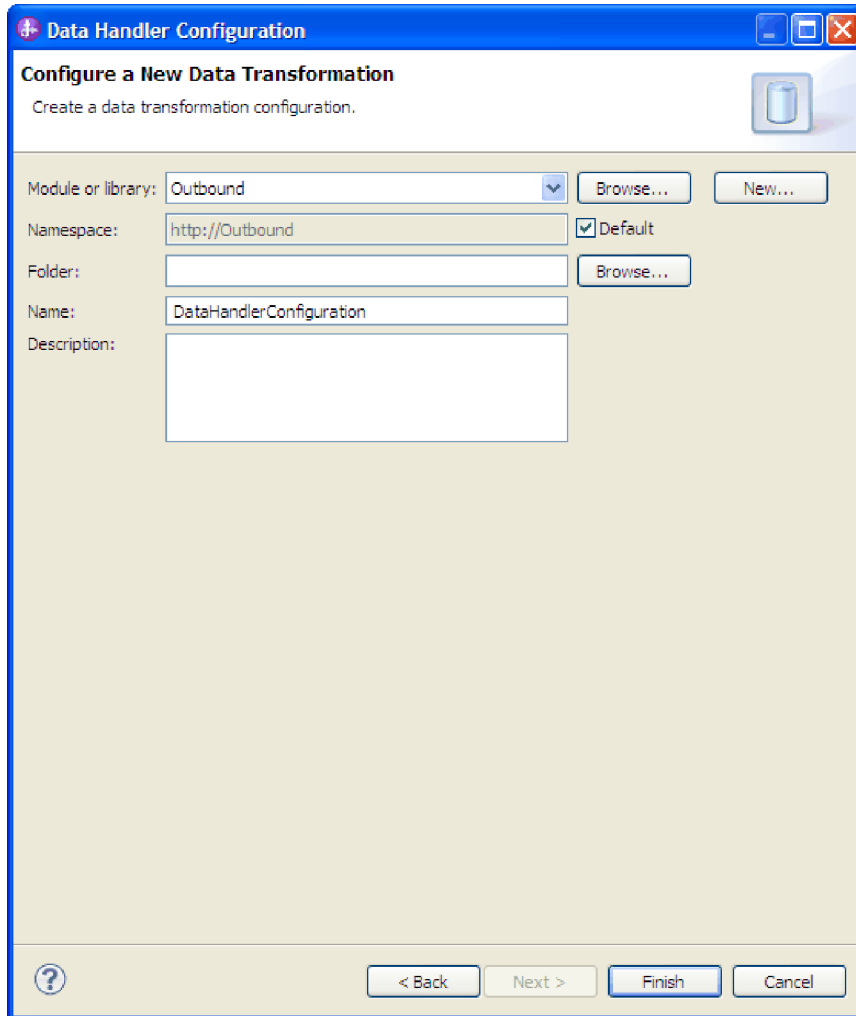 Data Handler Configuration
Configure a New Data Transformation
Create a data transformation configuration.
Module or library: Outbound Browse... New...
Namespace: http://Outbound Default
Folder: Browse...
Name: DataHandlerConfiguration
Description:
? < Back Next > Finish Cancel